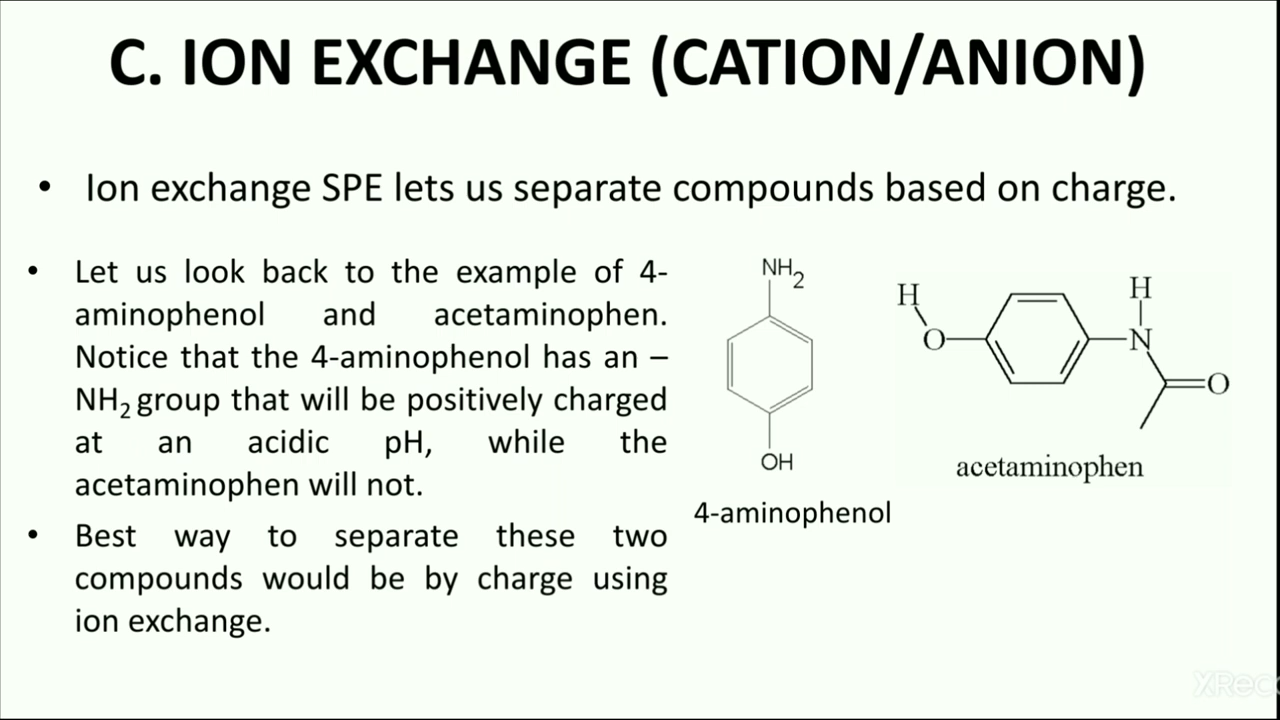 C. ION EXCHANGE (CATION/ANION)
• Ion exchange SPE lets us separate compounds based on charge.
• Let us look back to the example of 4-
aminophenol and acetaminophen.
Notice that the 4-aminophenol has an –
NH₂ group that will be positively charged
at an acidic pH, while the
acetaminophen will not.
• Best way to separate these two
compounds would be by charge using
ion exchange.
NH₂
OH
4-aminophenol
H
O
H
N
O
acetaminophen
XRec